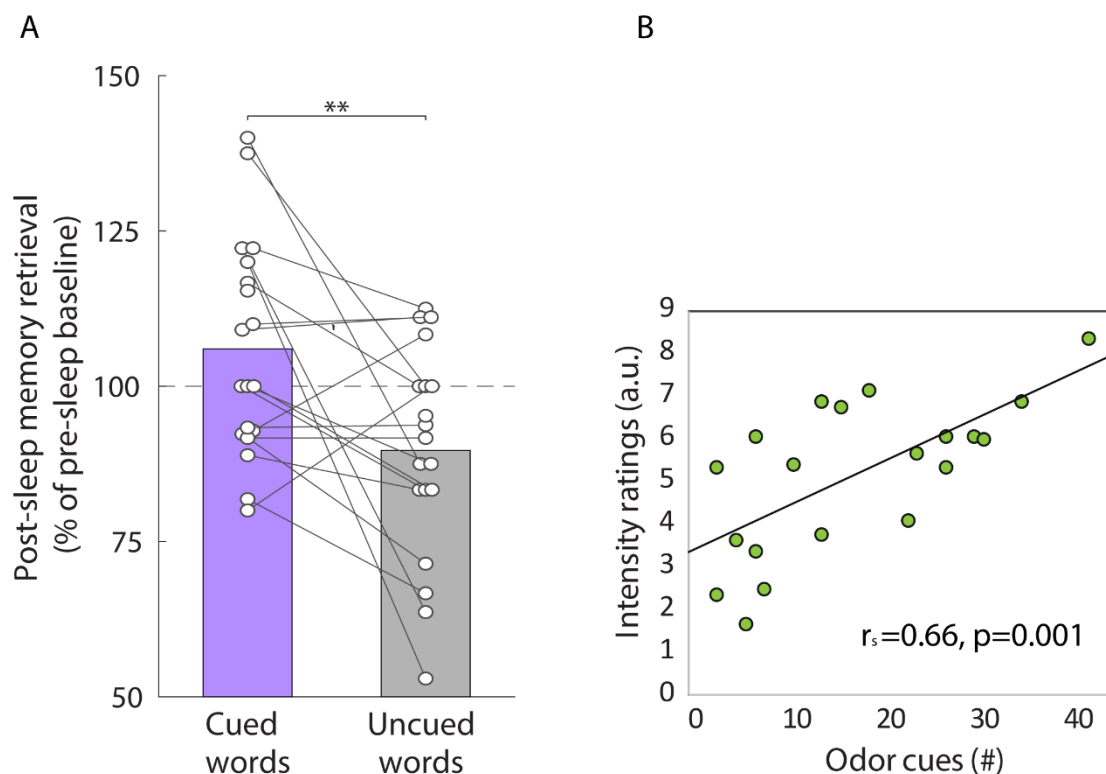 A
B
**
150
125
100
75
50
Post-sleep memory retrieval
(% of pre-sleep baseline)
Cued
words
Uncued
words
9
8
7
6
5
4
3
2
1
0
Intensity ratings (a.u.)
rₛ=0.66, p=0.001
0 10 20 30 40
Odor cues (#)